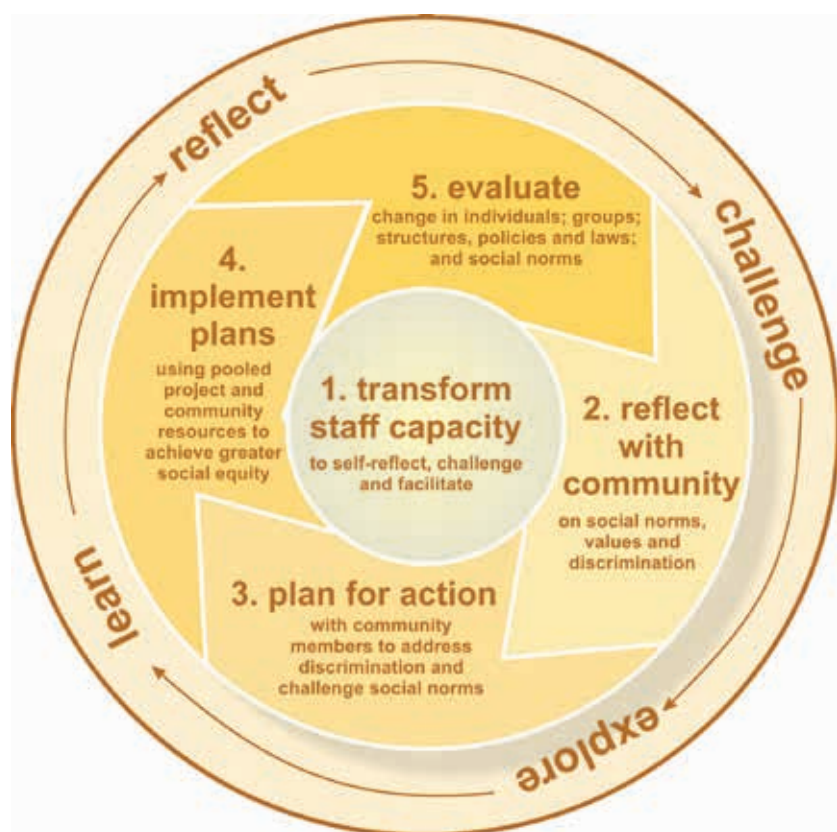 reflect
challenge
explore
learn
1. transform
staff capacity
to self-reflect, challenge
and facilitate
2. reflect
with
community
on social norms,
values and
discrimination
3. plan for action
with community
members to address
discrimination and
challenge social norms
4.
implement
plans
using pooled
project and
community
resources to
achieve greater
social equity
5. evaluate
change in individuals; groups;
structures, policies and laws;
and social norms